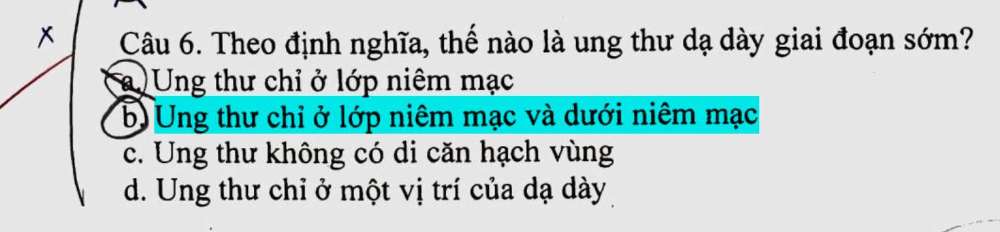 x
Câu 6. Theo định nghĩa, thế nào là ung thư dạ dày giai đoạn sớm?
a. Ung thư chỉ ở lớp niêm mạc
b. Ung thư chỉ ở lớp niêm mạc và dưới niêm mạc
c. Ung thư không có di căn hạch vùng
d. Ung thư chỉ ở một vị trí của dạ dày